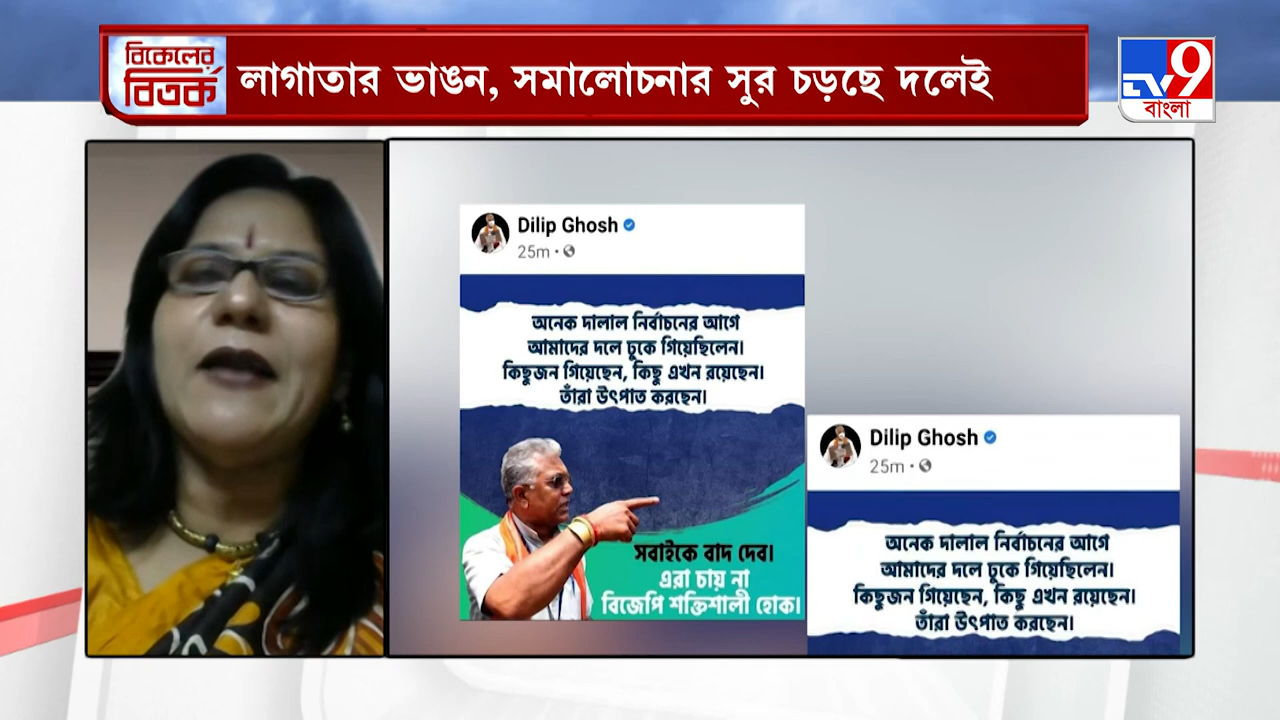 বিকেলের
বিতর্ক
লাগাতার ভাঙন, সমালোচনার সুর চড়ছে দলেই
TV9
বাংলা
Dilip Ghosh
25m
অনেক দালাল নির্বাচনের আগে
আমাদের দলে ঢুকে গিয়েছিলেন।
কিছুজন গিয়েছেন, কিছু এখন রয়েছেন।
তাঁরা উৎপাত করছেন।
সবাইকে বাদ দেব।
এরা চায় না
বিজেপি শক্তিশালী হোক।
Dilip Ghosh
25m
অনেক দালাল নির্বাচনের আগে
আমাদের দলে ঢুকে গিয়েছিলেন।
কিছুজন গিয়েছেন, কিছু এখন রয়েছেন।
তাঁরা উৎপাত করছেন।